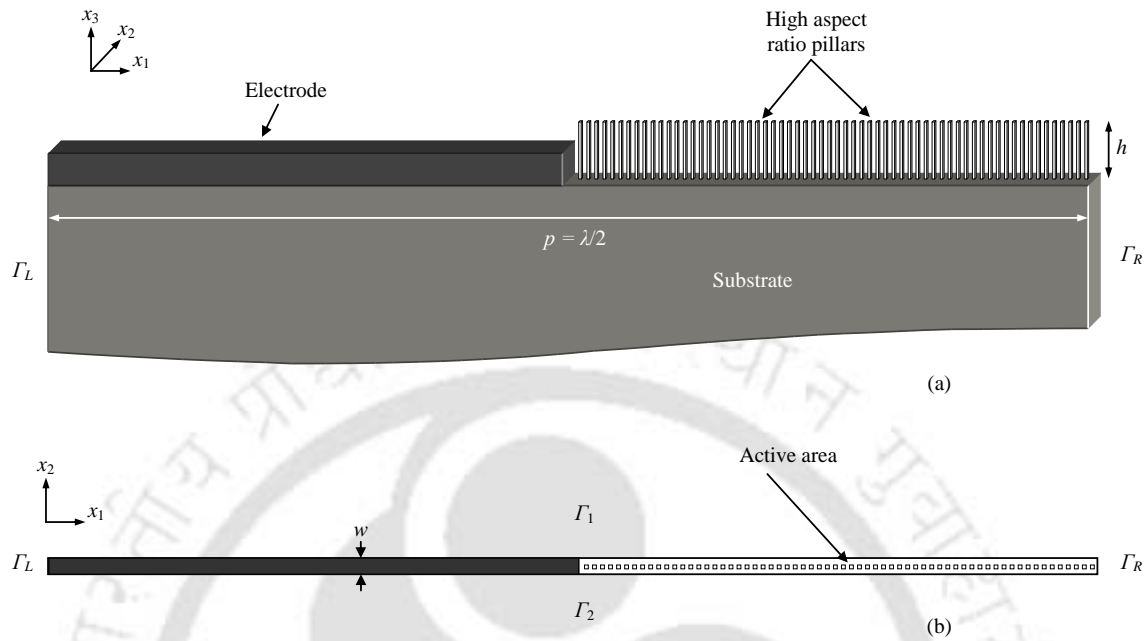 x3
x2
x1
High aspect
ratio pillars
Electrode
h
p = λ/2
ΓL
ΓR
Substrate
(a)
x2
Active area
x1
w
Γ1
ΓL
ΓR
Γ2
(b)